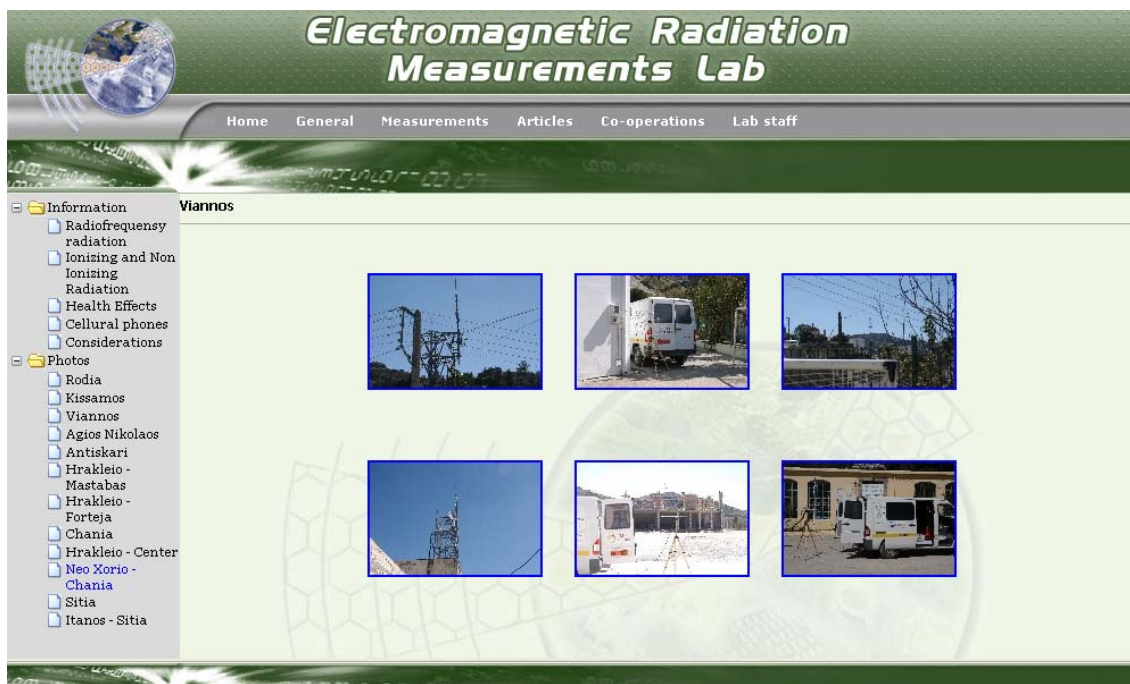 Electromagnetic Radiation
Measurements Lab
Home General Measurements Articles Co-operations Lab staff
Viannos
Information
Radiofrequensy
radiation
Ionizing and Non
Ionizing
Radiation
Health Effects
Cellural phones
Considerations
Photos
Rodia
Kissamos
Viannos
Agios Nikolaos
Antiskari
Hrakleio -
Mastabas
Hrakleio -
Forteja
Chania
Hrakleio - Center
Neo Xorio -
Chania
Sitia
Itanos - Sitia